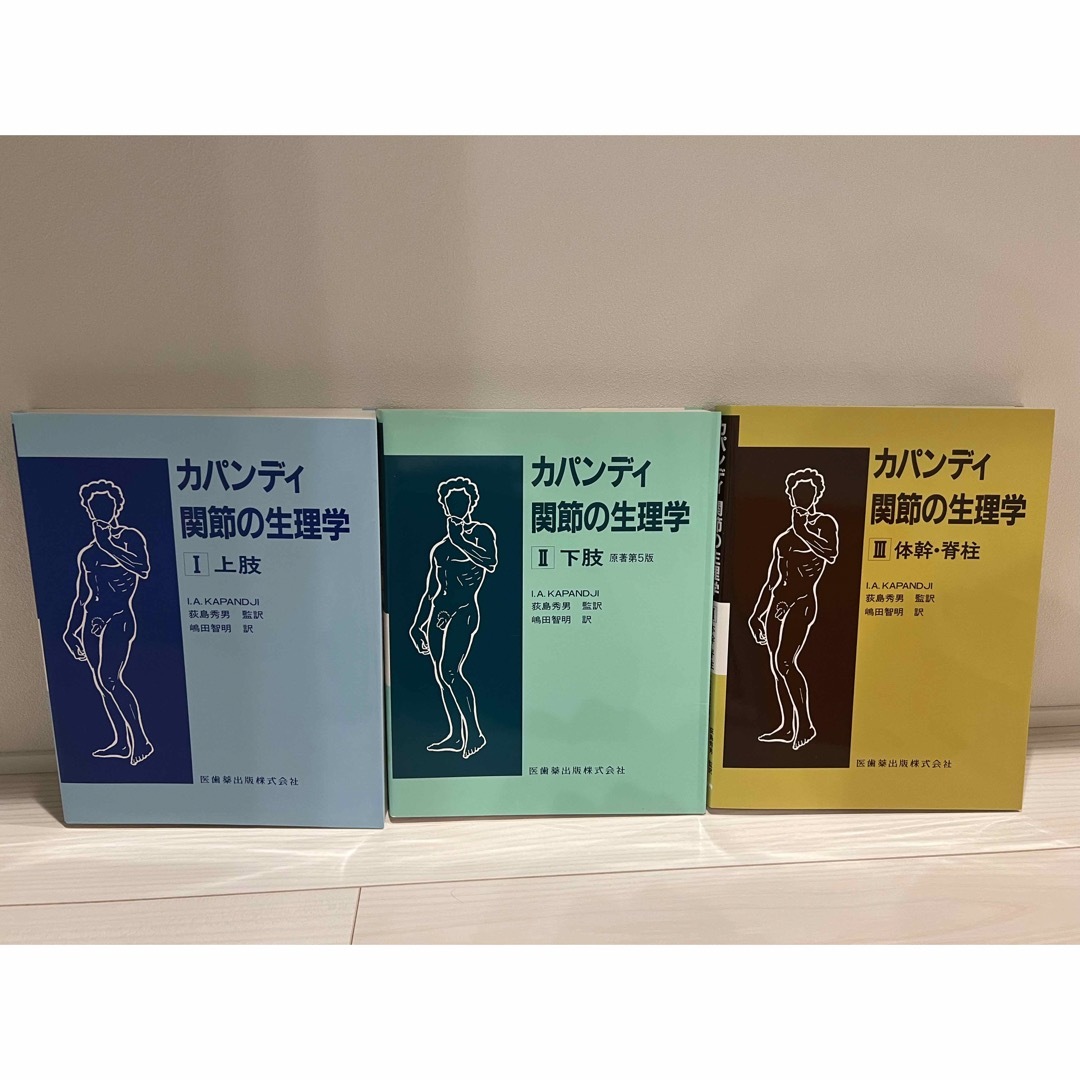 カパンディ
関節の生理学
I 上肢
I.A. KAPANDJI
荻島秀男 監訳
嶋田智明 訳
医歯薬出版株式会社
カパンディ
関節の生理学
II 下肢 原著第5版
I.A. KAPANDJI
荻島秀男 監訳
嶋田智明 訳
医歯薬出版株式会社
カパンディ
関節の生理学
III 体幹・脊柱
I.A. KAPANDJI
荻島秀男 監訳
嶋田智明 訳
医歯薬出版株式会社